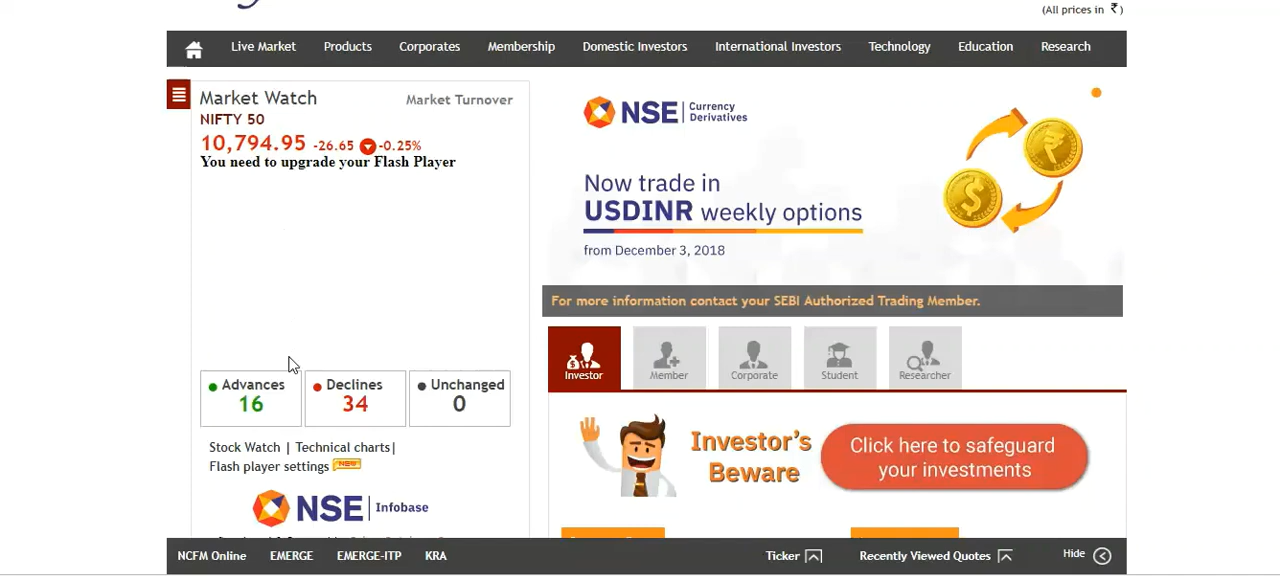 (All prices in ₹)
Live Market Products Corporates Membership Domestic Investors International Investors Technology Education Research
Market Watch Market Turnover
NIFTY 50
10,794.95 -26.65 -0.25%
You need to upgrade your Flash Player
Advances Declines Unchanged
16 34 0
Stock Watch | Technical charts|
Flash player settings NEW
NSE Infobase
NSE Currency
Derivatives
Now trade in
USDINR weekly options
from December 3, 2018
For more information contact your SEBI Authorized Trading Member.
Investor Member Corporate Student Researcher
Investor's
Beware
Click here to safeguard
your investments
NCFM Online EMERGE EMERGE-ITP KRA Ticker Recently Viewed Quotes Hide